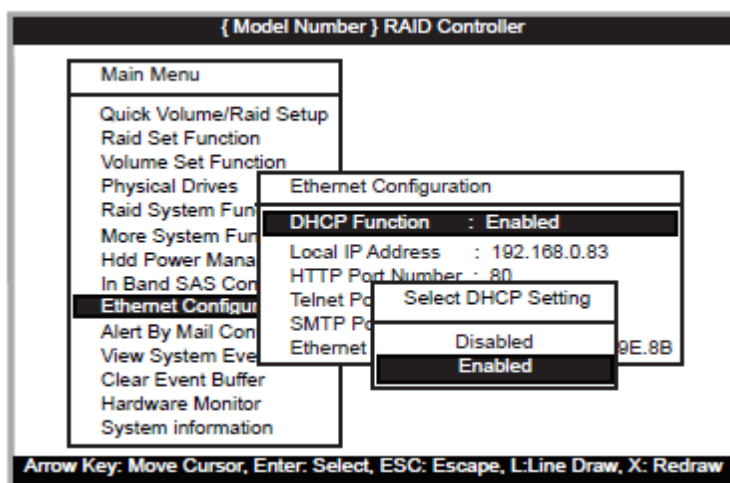 { Model Number } RAID Controller
Main Menu
Quick Volume/Raid Setup
Raid Set Function
Volume Set Function
Physical Drives
Raid System Fun
More System Fun
Hdd Power Mana
In Band SAS Con
Ethernet Configur
Alert By Mail Con
View System Eve
Clear Event Buffer
Hardware Monitor
System information
Ethernet Configuration
DHCP Function : Enabled
Local IP Address : 192.168.0.83
HTTP Port Number : 80
Telnet Po
SMTP Po
Ethernet 9E.8B
Select DHCP Setting
Disabled
Enabled
Arrow Key: Move Cursor, Enter: Select, ESC: Escape, L:Line Draw, X: Redraw